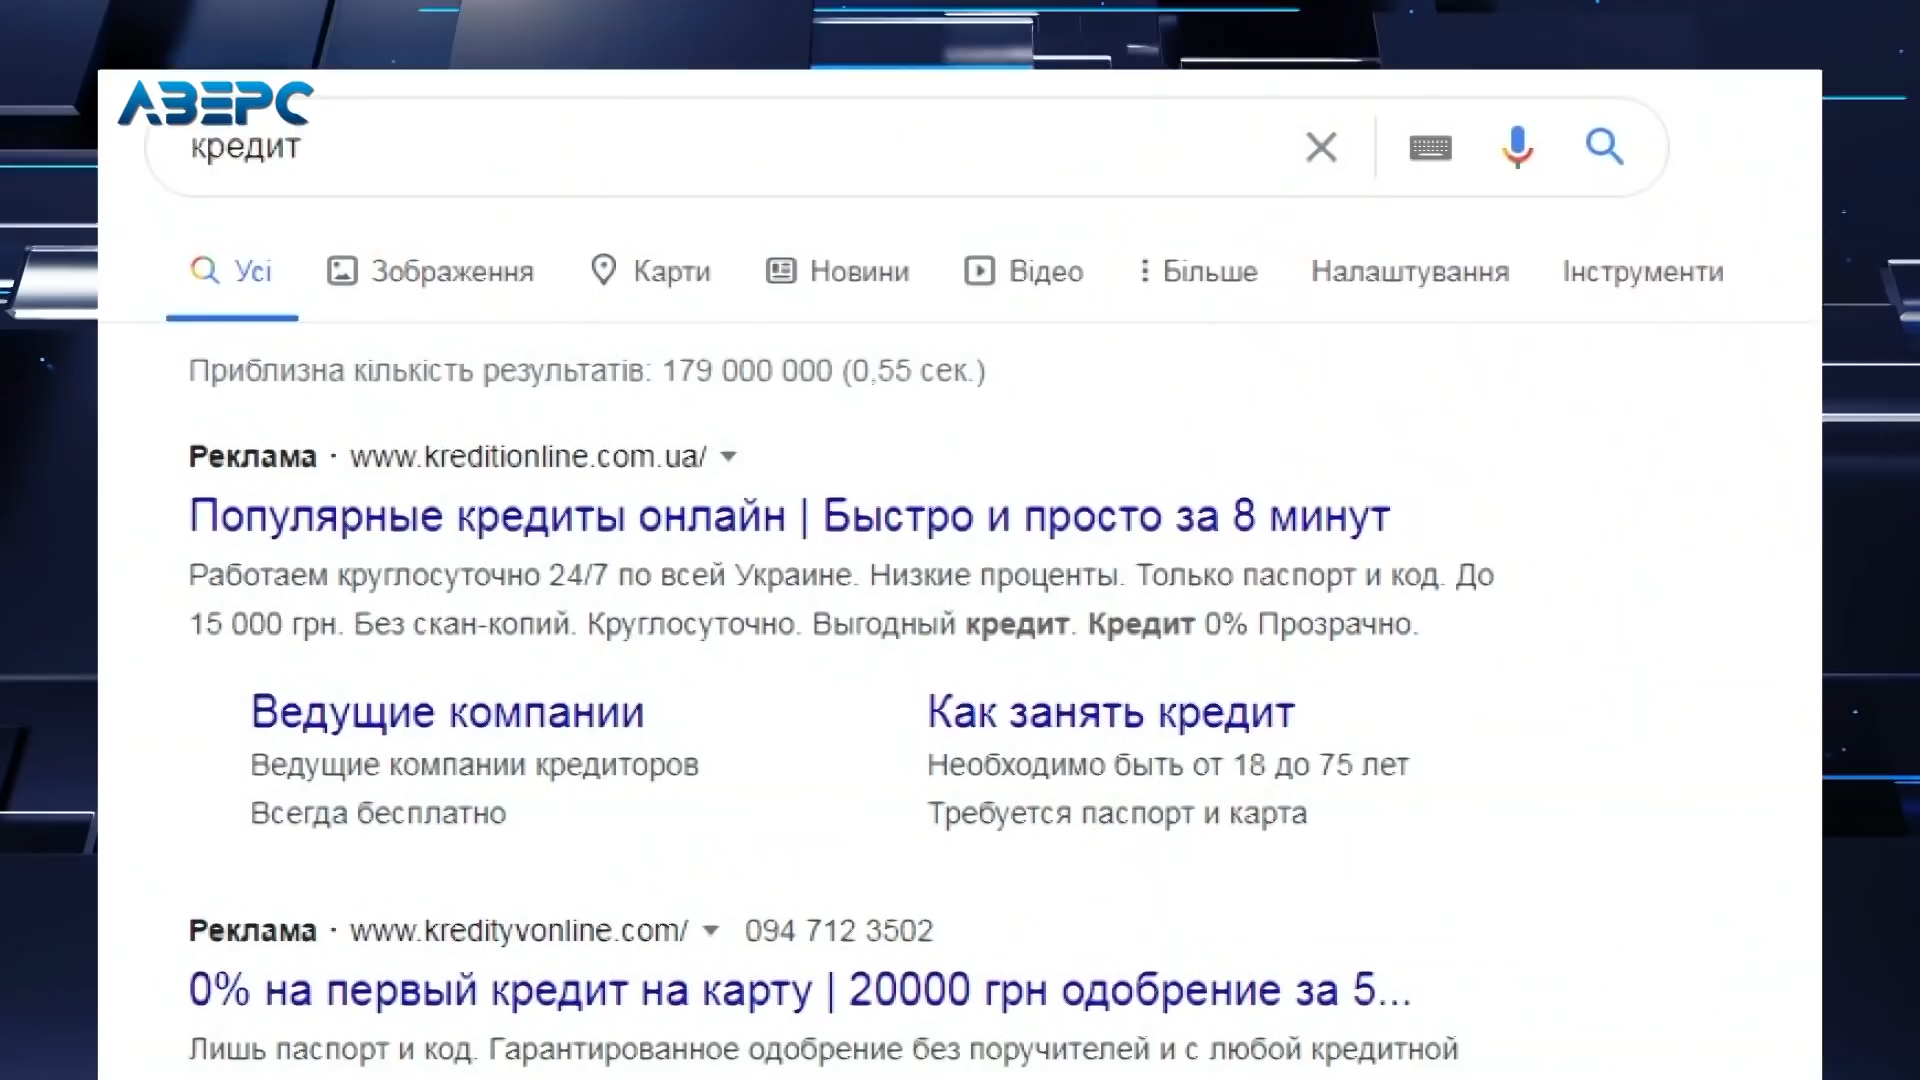 АВЕРС
кредит
Усі Зображення Карти Новини Відео Більше Налаштування Інструменти
Приблизна кількість результатів: 179 000 000 (0,55 сек.)
Реклама · www.kreditionline.com.ua/
Популярные кредиты онлайн | Быстро и просто за 8 минут
Работаем круглосуточно 24/7 по всей Украине. Низкие проценты. Только паспорт и код. До
15 000 грн. Без скан-копий. Круглосуточно. Выгодный кредит. Кредит 0% Прозрачно.
Ведущие компании
Ведущие компании кредиторов
Всегда бесплатно
Как занять кредит
Необходимо быть от 18 до 75 лет
Требуется паспорт и карта
Реклама · www.kredityvonline.com/ 094 712 3502
0% на первый кредит на карту | 20000 грн одобрение за 5...
Лишь паспорт и код. Гарантированное одобрение без поручителей и с любой кредитной